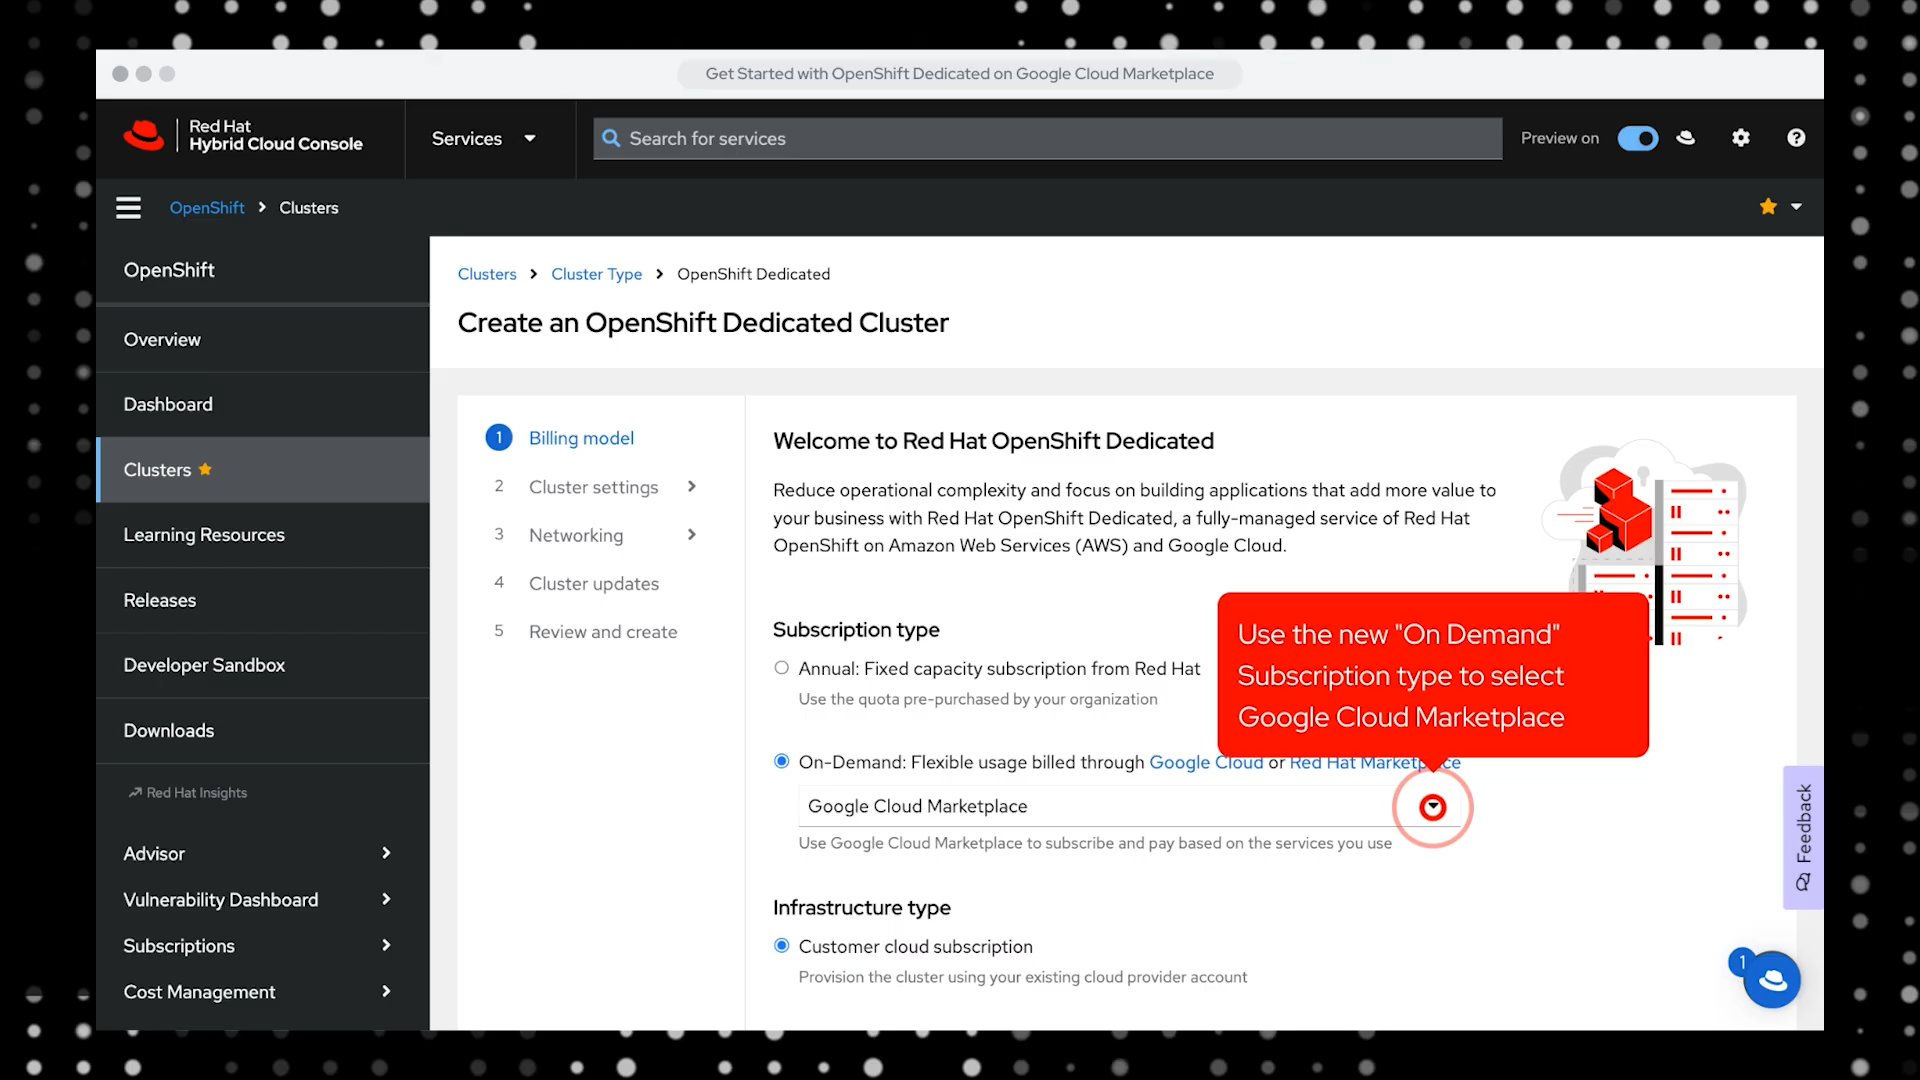 Get Started with OpenShift Dedicated on Google Cloud Marketplace
Red Hat
Hybrid Cloud Console
Services
Search for services
Preview on
OpenShift
Clusters
OpenShift
Overview
Dashboard
Clusters
Learning Resources
Releases
Developer Sandbox
Downloads
Red Hat Insights
Advisor
Vulnerability Dashboard
Subscriptions
Cost Management
Clusters
Cluster Type
OpenShift Dedicated
Create an OpenShift Dedicated Cluster
1 Billing model
2 Cluster settings
3 Networking
4 Cluster updates
5 Review and create
Welcome to Red Hat OpenShift Dedicated
Reduce operational complexity and focus on building applications that add more value to
your business with Red Hat OpenShift Dedicated, a fully-managed service of Red Hat
OpenShift on Amazon Web Services (AWS) and Google Cloud.
Subscription type
Annual: Fixed capacity subscription from Red Hat
Use the quota pre-purchased by your organization
Use the new "On Demand"
Subscription type to select
Google Cloud Marketplace
On-Demand: Flexible usage billed through Google Cloud or Red Hat Marketplace
Google Cloud Marketplace
Use Google Cloud Marketplace to subscribe and pay based on the services you use
Infrastructure type
Customer cloud subscription
Provision the cluster using your existing cloud provider account
Feedback
1